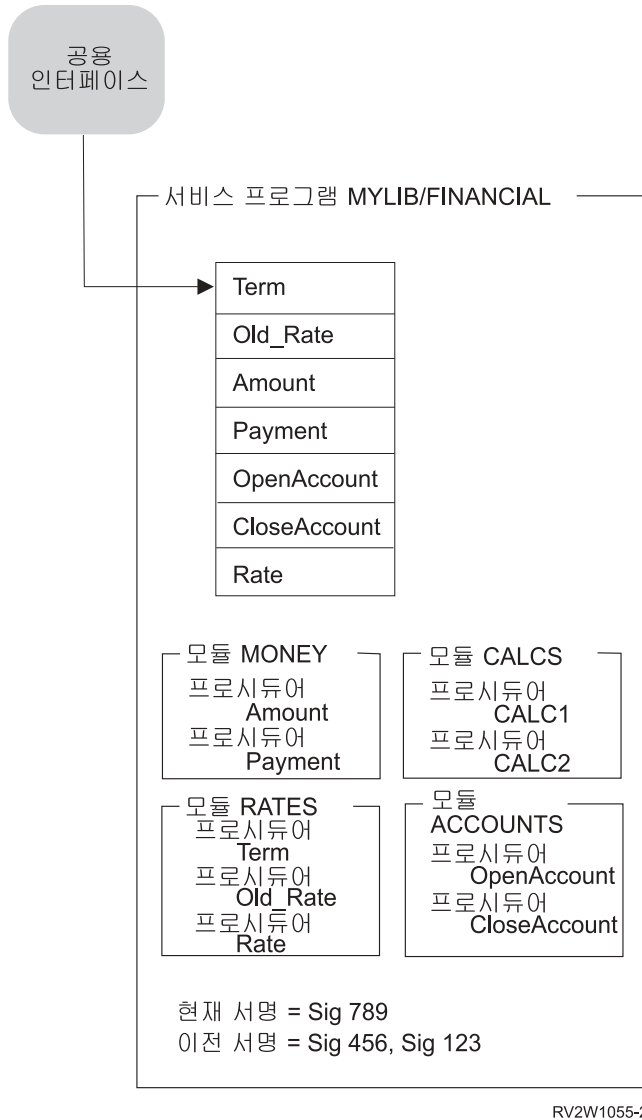 공용
인터페이스
서비스 프로그램 MYLIB/FINANCIAL
Term
Old_Rate
Amount
Payment
OpenAccount
CloseAccount
Rate
모듈 MONEY
프로시듀어
Amount
프로시듀어
Payment
모듈 CALCS
프로시듀어
CALC1
프로시듀어
CALC2
모듈 RATES
프로시듀어
Term
프로시듀어
Old_Rate
프로시듀어
Rate
모듈
ACCOUNTS
프로시듀어
OpenAccount
프로시듀어
CloseAccount
현재 서명 = Sig 789
이전 서명 = Sig 456, Sig 123
RV2W1055-2